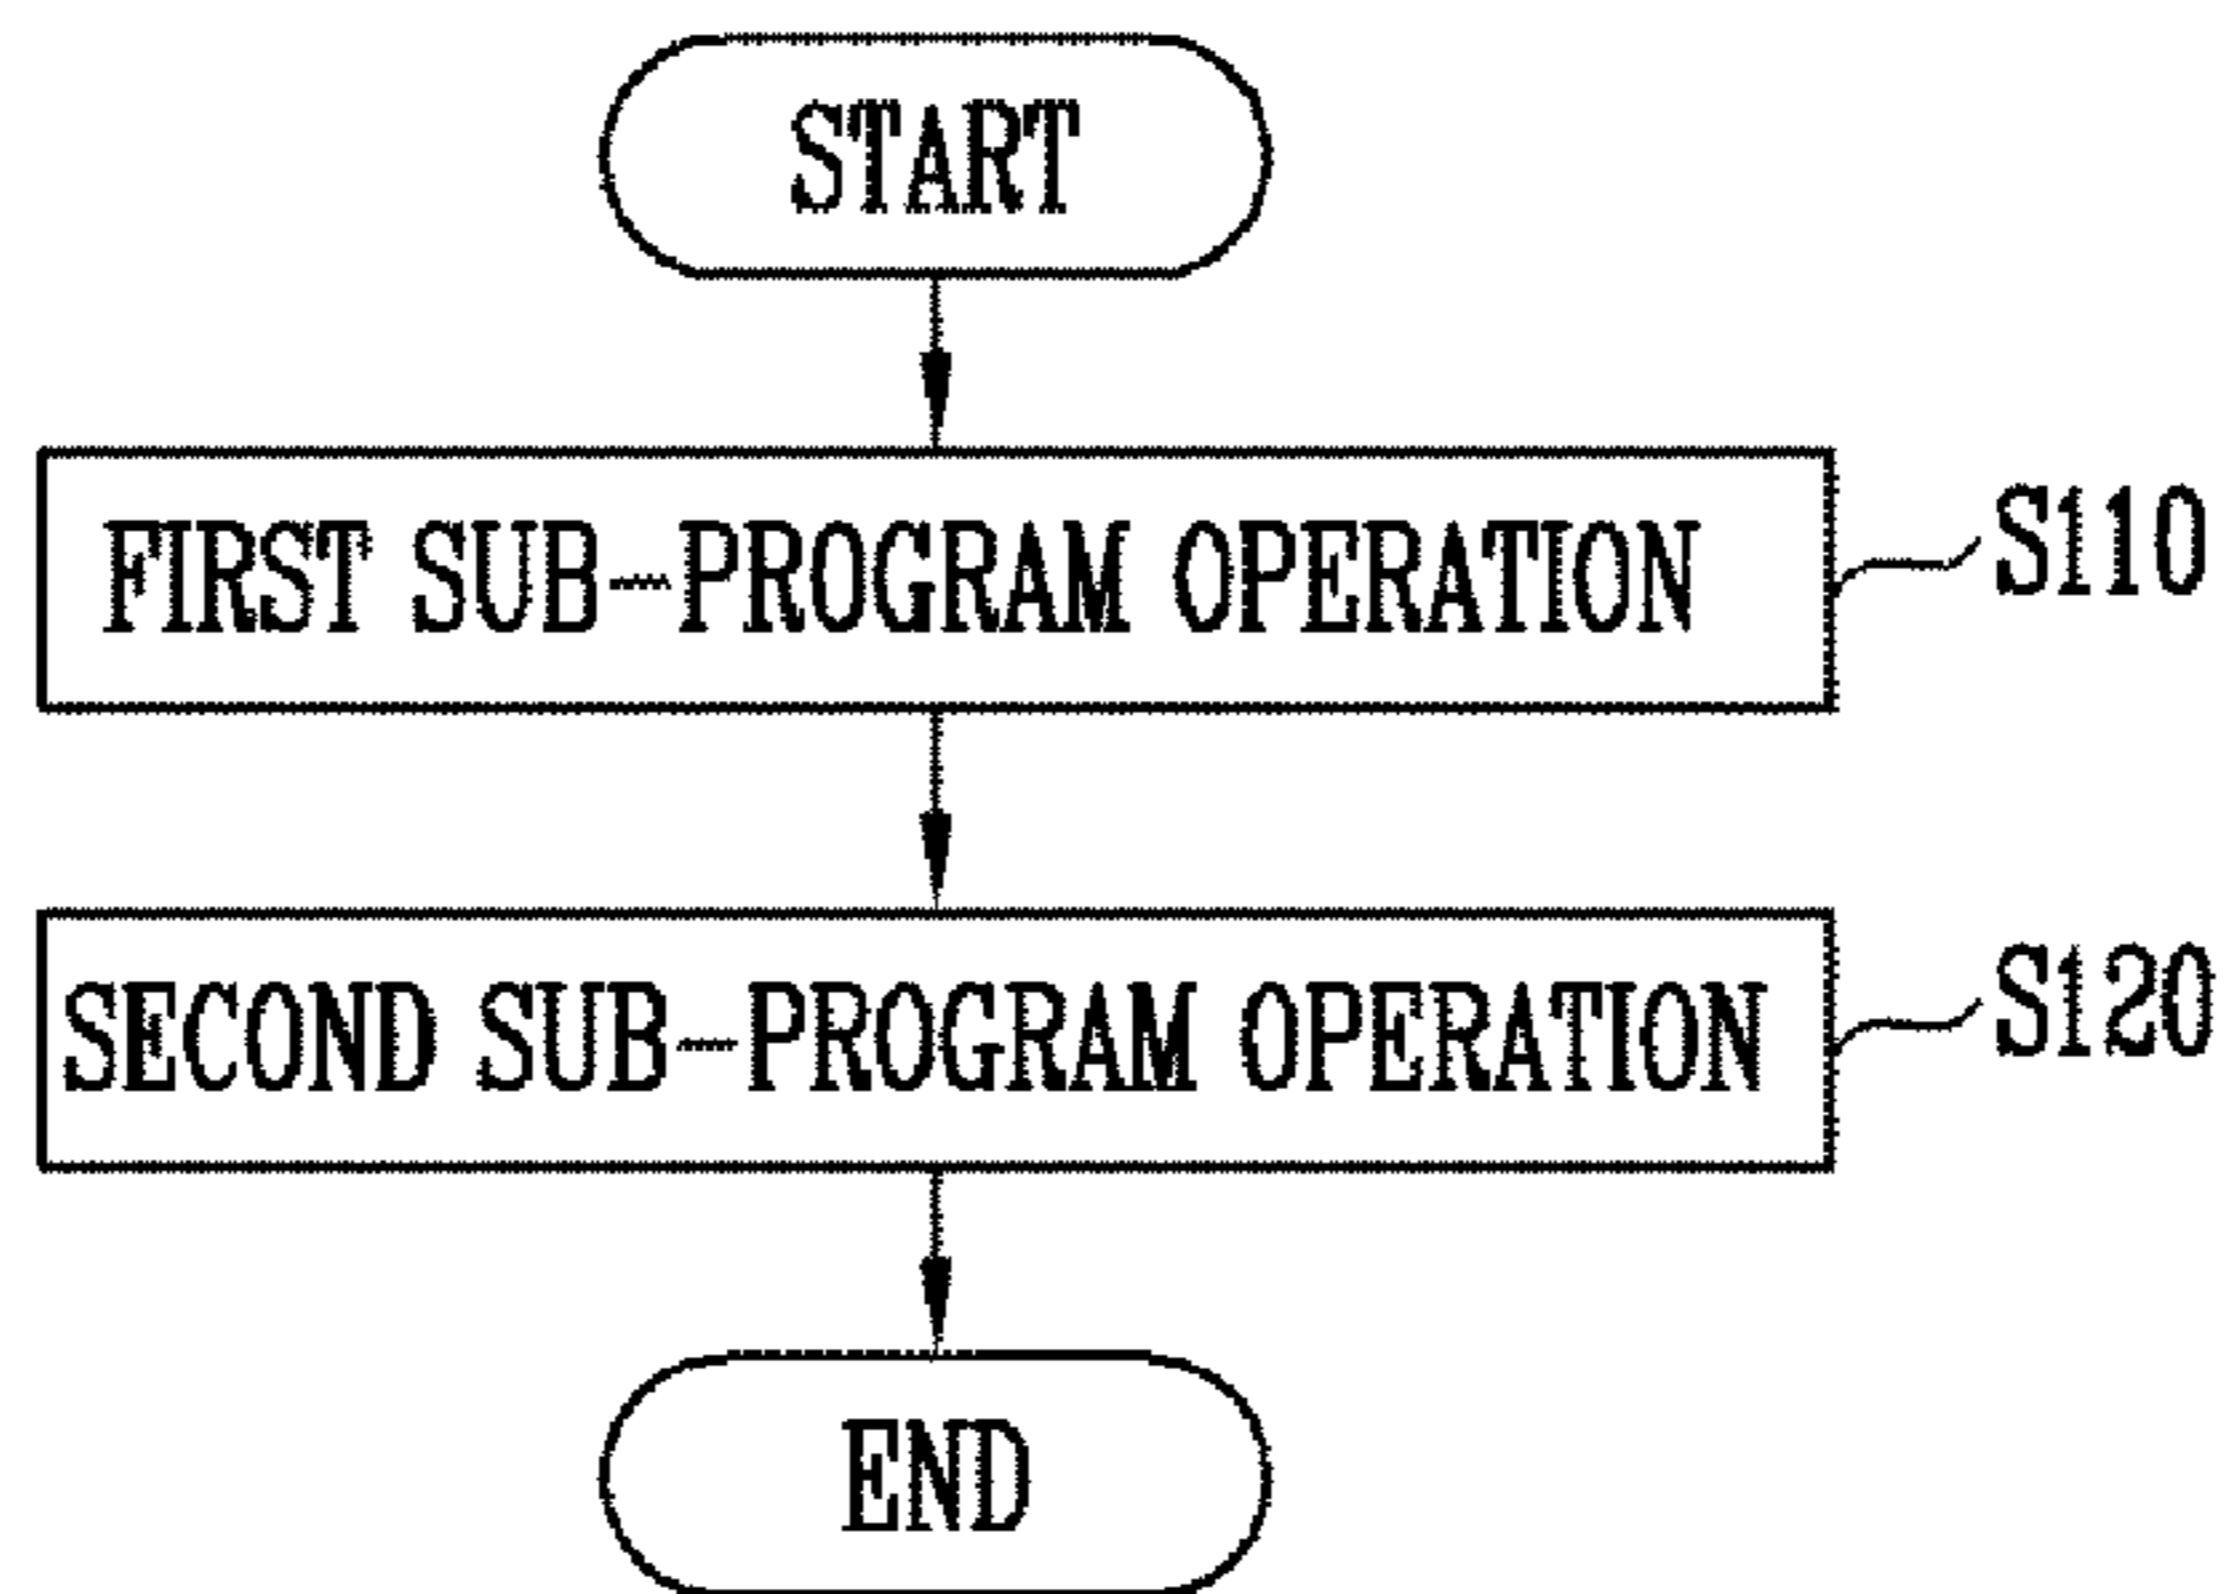 START
FIRST SUB-PROGRAM OPERATION
S110
SECOND SUB-PROGRAM OPERATION
S120
END